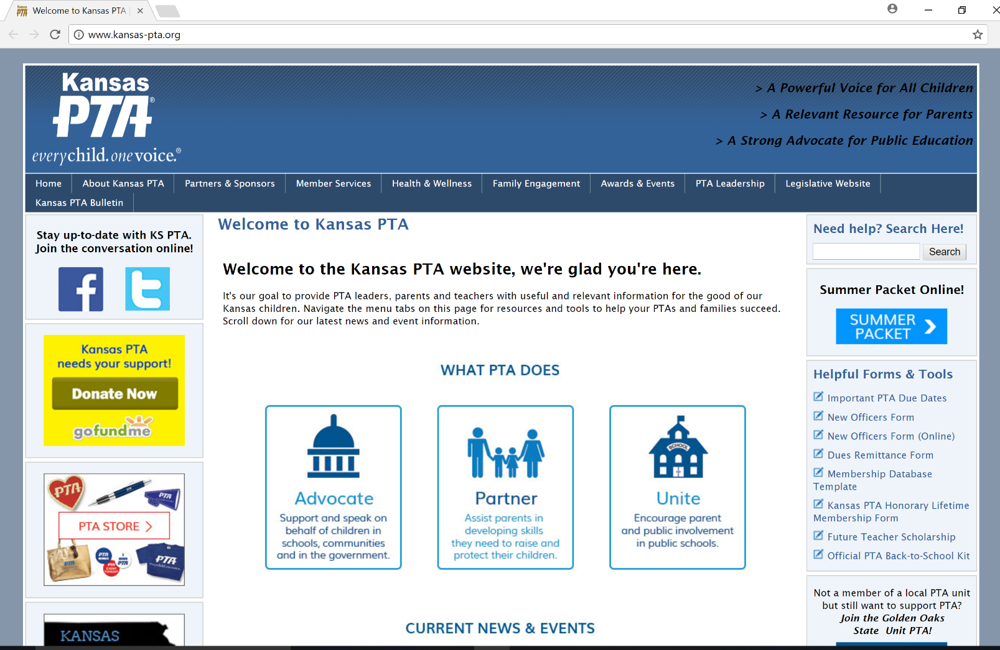 Welcome to Kansas PTA
www.kansas-pta.org
Kansas
PTA®
everychild.onevoice.®
> A Powerful Voice for All Children
> A Relevant Resource for Parents
> A Strong Advocate for Public Education
Home
About Kansas PTA
Partners & Sponsors
Member Services
Health & Wellness
Family Engagement
Awards & Events
PTA Leadership
Legislative Website
Kansas PTA Bulletin
Stay up-to-date with KS PTA.
Join the conversation online!
Kansas PTA
needs your support!
Donate Now
gofundme
PTA
PTA
PTA STORE >
PTA
PTA
everychild.onevoice.
KANSAS
Welcome to Kansas PTA
Welcome to the Kansas PTA website, we're glad you're here.
It's our goal to provide PTA leaders, parents and teachers with useful and relevant information for the good of our
Kansas children. Navigate the menu tabs on this page for resources and tools to help your PTAs and families succeed.
Scroll down for our latest news and event information.
WHAT PTA DOES
Advocate
Support and speak on
behalf of children in
schools, communities
and in the government.
Partner
Assist parents in
developing skills
they need to raise and
protect their children.
SCHOOL
Unite
Encourage parent
and public involvement
in public schools.
CURRENT NEWS & EVENTS
Need help? Search Here!
Search
Summer Packet Online!
SUMMER
PACKET
Helpful Forms & Tools
Important PTA Due Dates
New Officers Form
New Officers Form (Online)
Dues Remittance Form
Membership Database
Template
Kansas PTA Honorary Lifetime
Membership Form
Future Teacher Scholarship
Official PTA Back-to-School Kit
Not a member of a local PTA unit
but still want to support PTA?
Join the Golden Oaks
State Unit PTA!